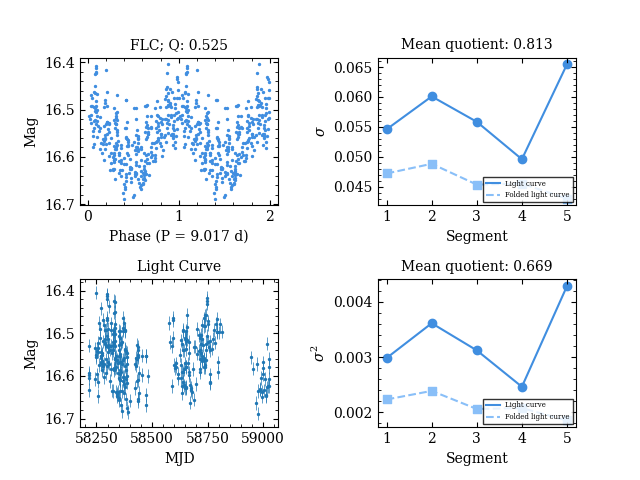 FLC; Q: 0.525
Mag
16.4
16.5
16.6
16.7
0
1
2
Phase (P = 9.017 d)
Mean quotient: 0.813
σ
0.065
0.060
0.055
0.050
0.045
Light curve
Folded light curve
1
2
3
4
5
Segment
Light Curve
Mag
16.4
16.5
16.6
16.7
58250
58500
58750
59000
MJD
Mean quotient: 0.669
σ²
0.004
0.003
0.002
Light curve
Folded light curve
1
2
3
4
5
Segment